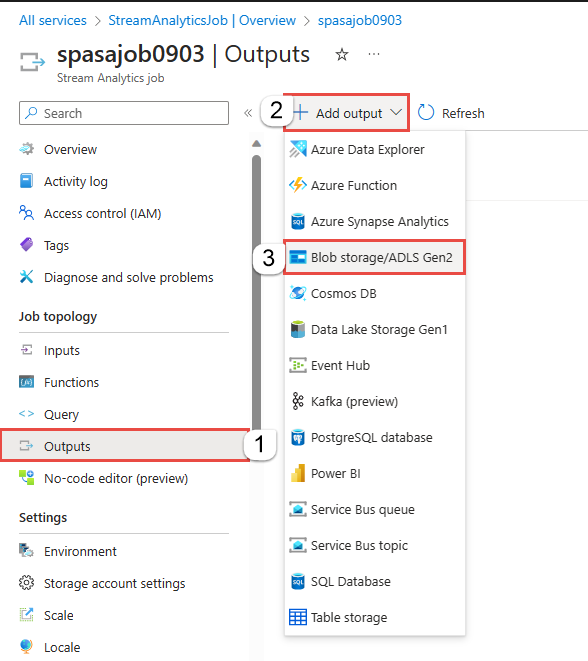 All services > StreamAnalyticsJob | Overview > spasajob0903
spasajob0903 | Outputs
Stream Analytics job
Search
2
Add output
Refresh
Overview
Activity log
Access control (IAM)
Tags
Diagnose and solve problems
Job topology
Inputs
Functions
Query
Outputs
1
No-code editor (preview)
Settings
Environment
Storage account settings
Scale
Locale
Azure Data Explorer
Azure Function
Azure Synapse Analytics
3
Blob storage/ADLS Gen2
Cosmos DB
Data Lake Storage Gen1
Event Hub
Kafka (preview)
PostgreSQL database
Power BI
Service Bus queue
Service Bus topic
SQL Database
Table storage